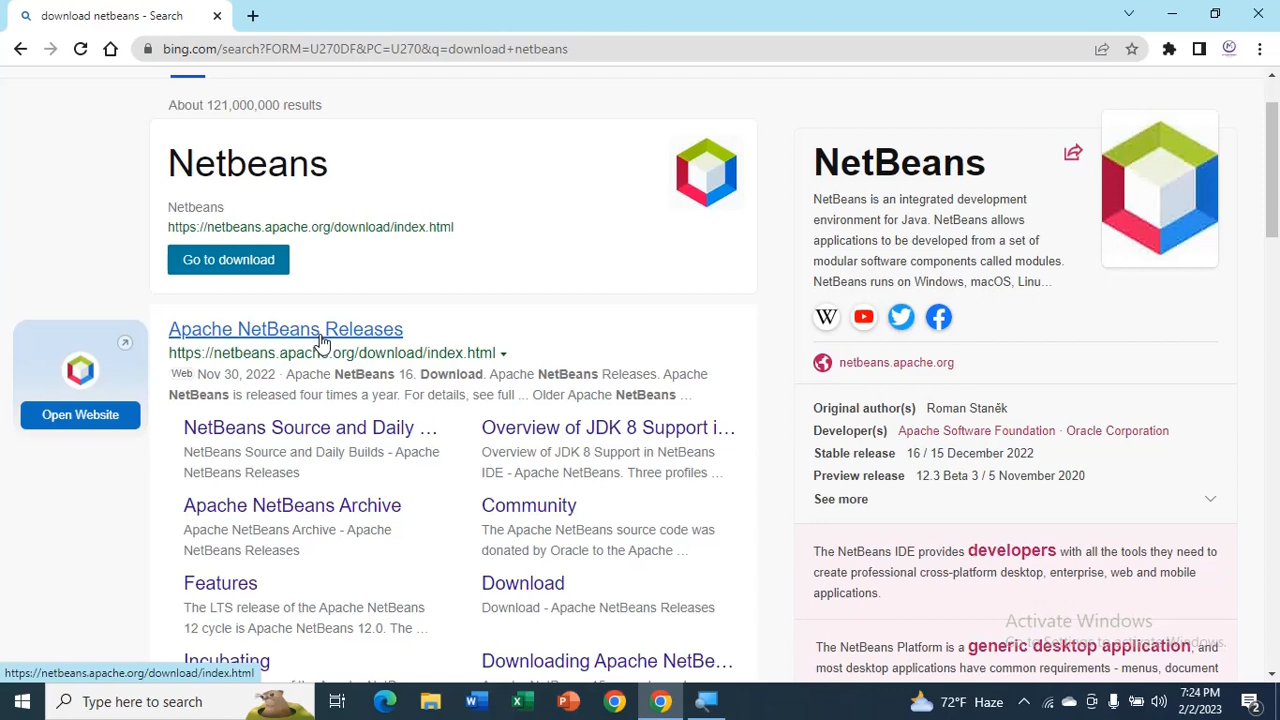 download netbeans - Search
bing.com/search?FORM=U270DF&PC=U270&q=download+netbeans
About 121,000,000 results
Netbeans
Netbeans
https://netbeans.apache.org/download/index.html
Go to download
Apache NetBeans Releases
https://netbeans.apache.org/download/index.html
Web Nov 30, 2022 · Apache NetBeans 16. Download. Apache NetBeans Releases. Apache
NetBeans is released four times a year. For details, see full ... Older Apache NetBeans ...
NetBeans Source and Daily ...
NetBeans Source and Daily Builds - Apache
NetBeans Releases
Overview of JDK 8 Support i...
Overview of JDK 8 Support in NetBeans
IDE - Apache NetBeans. Three profiles ...
Apache NetBeans Archive
Apache NetBeans Archive - Apache
NetBeans Releases
Community
The Apache NetBeans source code was
donated by Oracle to the Apache ...
Features
The LTS release of the Apache NetBeans
12 cycle is Apache NetBeans 12.0. The ...
Download
Download - Apache NetBeans Releases
Incubating
Downloading Apache NetBe...
Open Website
NetBeans
NetBeans is an integrated development
environment for Java. NetBeans allows
applications to be developed from a set of
modular software components called modules.
NetBeans runs on Windows, macOS, Linu...
W
netbeans.apache.org
Original author(s) Roman Staněk
Developer(s) Apache Software Foundation · Oracle Corporation
Stable release 16 / 15 December 2022
Preview release 12.3 Beta 3 / 5 November 2020
See more
The NetBeans IDE provides developers with all the tools they need to
create professional cross-platform desktop, enterprise, web and mobile
applications.
The NetBeans Platform is a generic desktop application,
most desktop applications have common requirements - menus, document
Activate Windows
Go to Settings to activate Windows.
https://netbeans.apache.org/download/index.html
Type here to search
72°F Haze
7:24 PM
2/2/2023
2